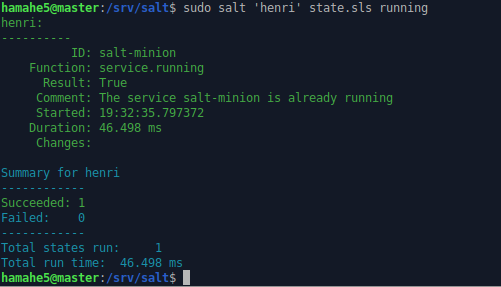 hamahe5@master:/srv/salt$ sudo salt 'henri' state.sls running
henri:
----------
          ID: salt-minion
    Function: service.running
      Result: True
     Comment: The service salt-minion is already running
     Started: 19:32:35.797372
    Duration: 46.498 ms
     Changes:

Summary for henri
------------
Succeeded: 1
Failed:    0
------------
Total states run:     1
Total run time:  46.498 ms
hamahe5@master:/srv/salt$